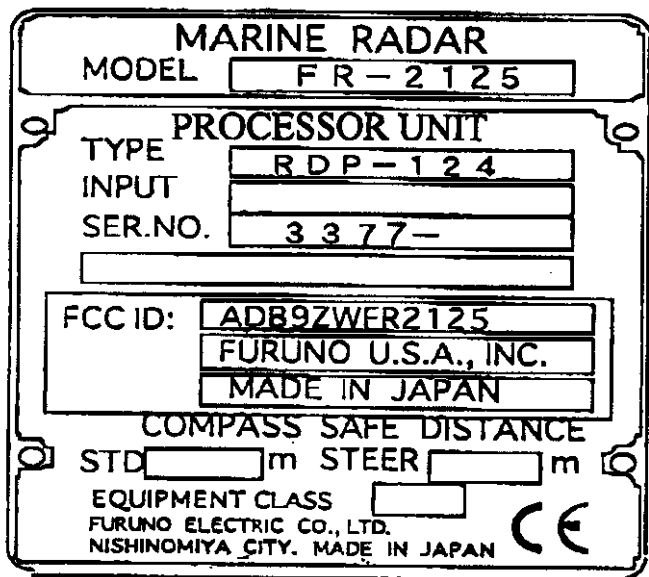 MARINE RADAR
MODEL FR-2125
PROCESSOR UNIT
TYPE RDP-124
INPUT
SER.NO. 3377-
FCC ID: ADB9ZWFR2125
FURUNO U.S.A., INC.
MADE IN JAPAN
COMPASS SAFE DISTANCE
STD m STEER m
EQUIPMENT CLASS
FURUNO ELECTRIC CO., LTD.
NISHINOMIYA CITY. MADE IN JAPAN CE